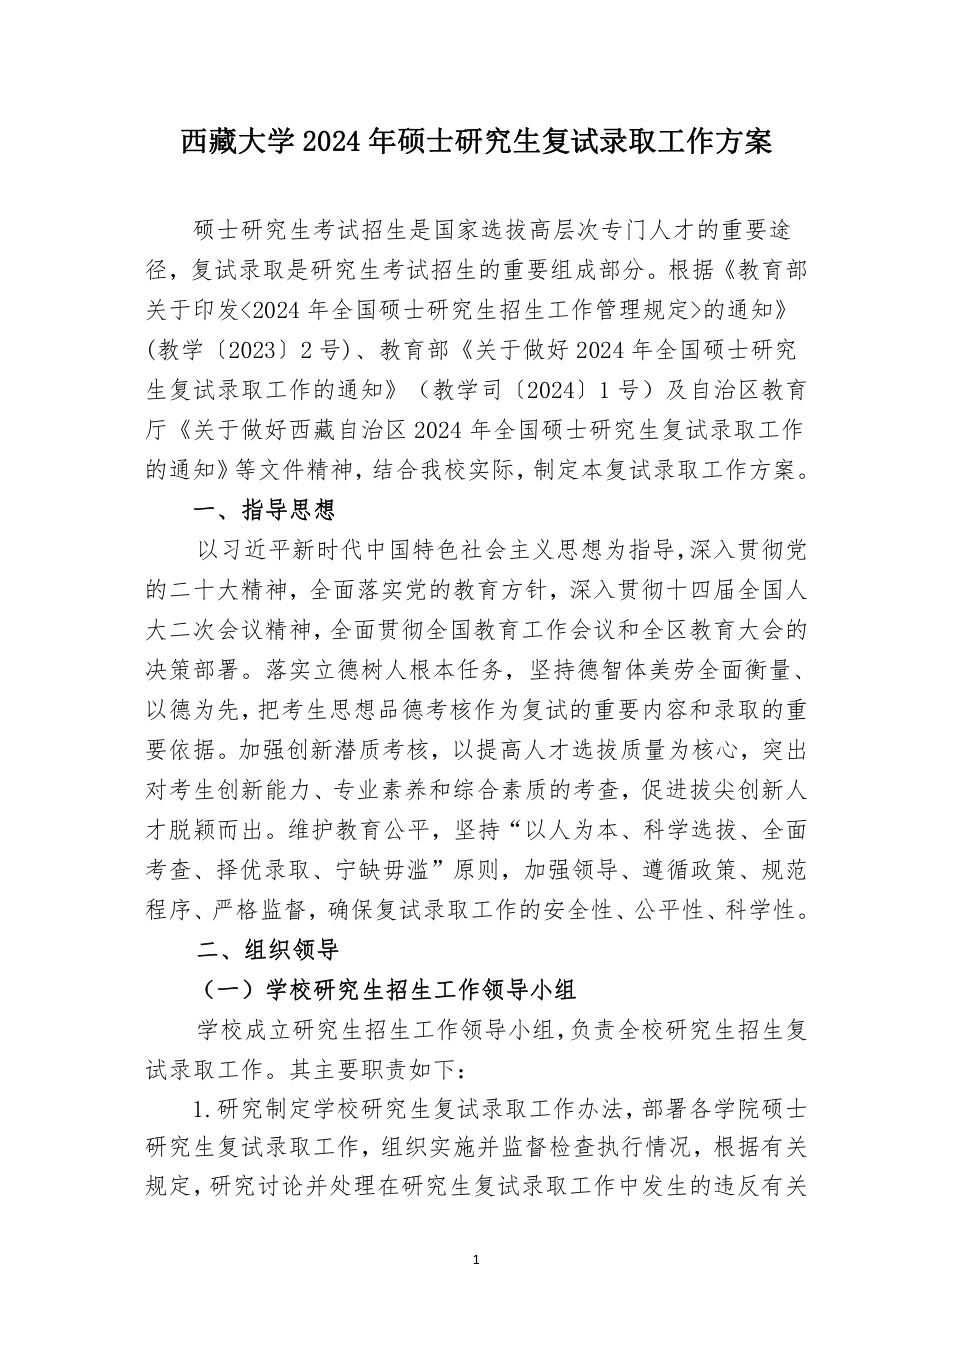 西藏大学 2024 年硕士研究生复试录取工作方案
硕士研究生考试招生是国家选拔高层次专门人才的重要途
径，复试录取是研究生考试招生的重要组成部分。根据《教育部
关于印发<2024 年全国硕士研究生招生工作管理规定>的通知》
(教学〔2023〕2 号)、教育部《关于做好 2024 年全国硕士研究
生复试录取工作的通知》（教学司〔2024〕1 号）及自治区教育
厅《关于做好西藏自治区 2024 年全国硕士研究生复试录取工作
的通知》等文件精神，结合我校实际，制定本复试录取工作方案。
一、指导思想
以习近平新时代中国特色社会主义思想为指导，深入贯彻党
的二十大精神，全面落实党的教育方针，深入贯彻十四届全国人
大二次会议精神，全面贯彻全国教育工作会议和全区教育大会的
决策部署。落实立德树人根本任务，坚持德智体美劳全面衡量、
以德为先，把考生思想品德考核作为复试的重要内容和录取的重
要依据。加强创新潜质考核，以提高人才选拔质量为核心，突出
对考生创新能力、专业素养和综合素质的考查，促进拔尖创新人
才脱颖而出。维护教育公平，坚持“以人为本、科学选拔、全面
考查、择优录取、宁缺毋滥”原则，加强领导、遵循政策、规范
程序、严格监督，确保复试录取工作的安全性、公平性、科学性。
二、组织领导
（一）学校研究生招生工作领导小组
学校成立研究生招生工作领导小组，负责全校研究生招生复
试录取工作。其主要职责如下：
1.研究制定学校研究生复试录取工作办法，部署各学院硕士
研究生复试录取工作，组织实施并监督检查执行情况，根据有关
规定，研究讨论并处理在研究生复试录取工作中发生的违反有关
1